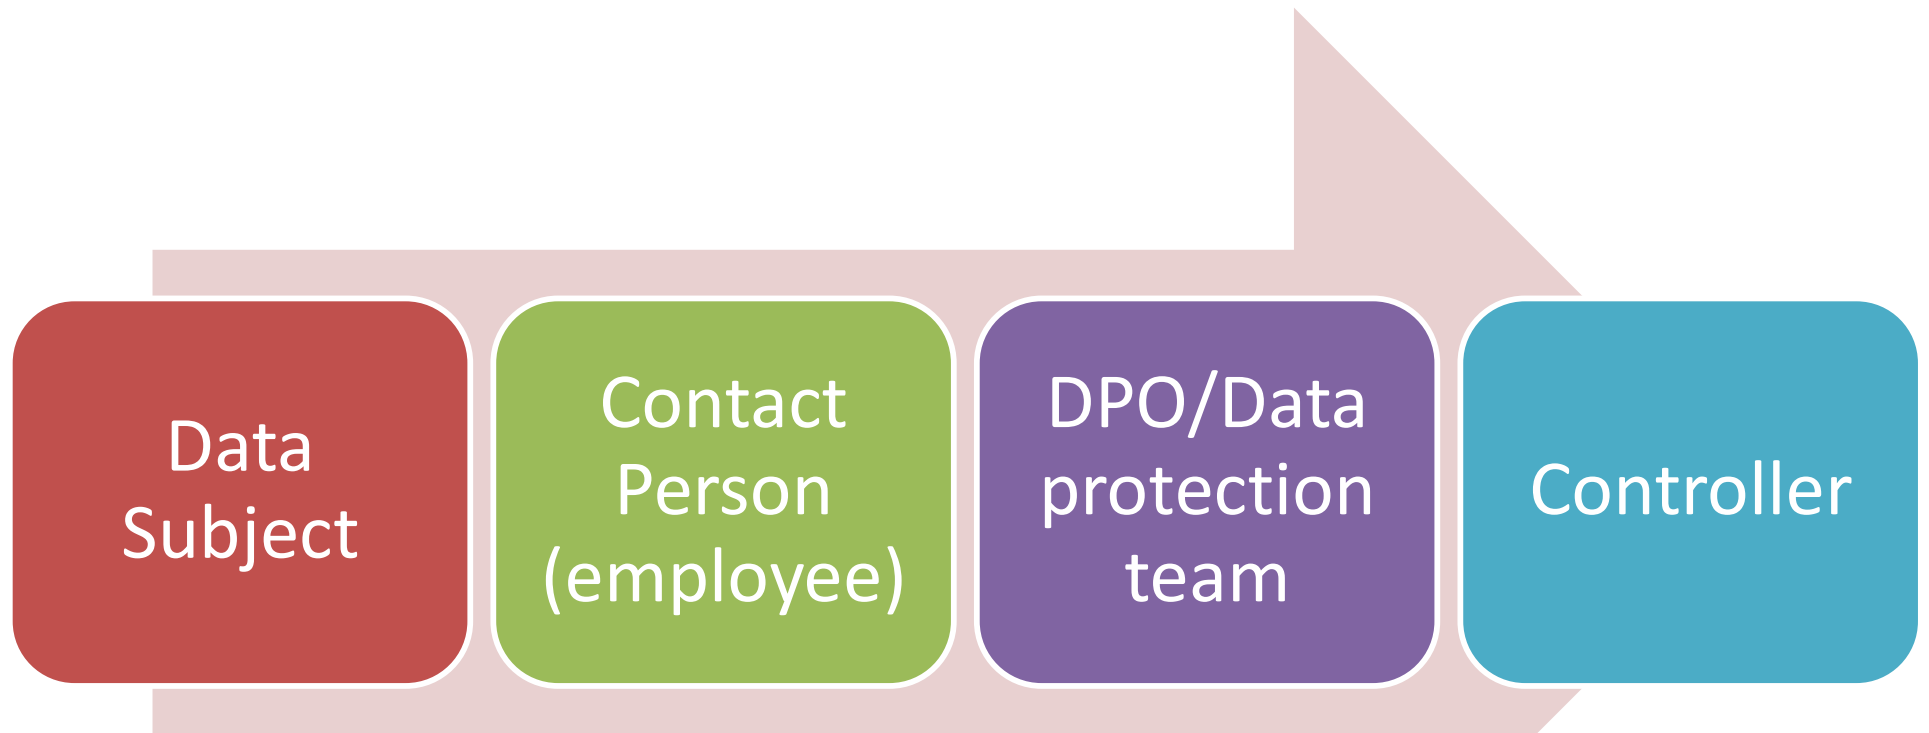 Data
Subject
Contact
Person
(employee)
DPO/Data
protection
team
Controller